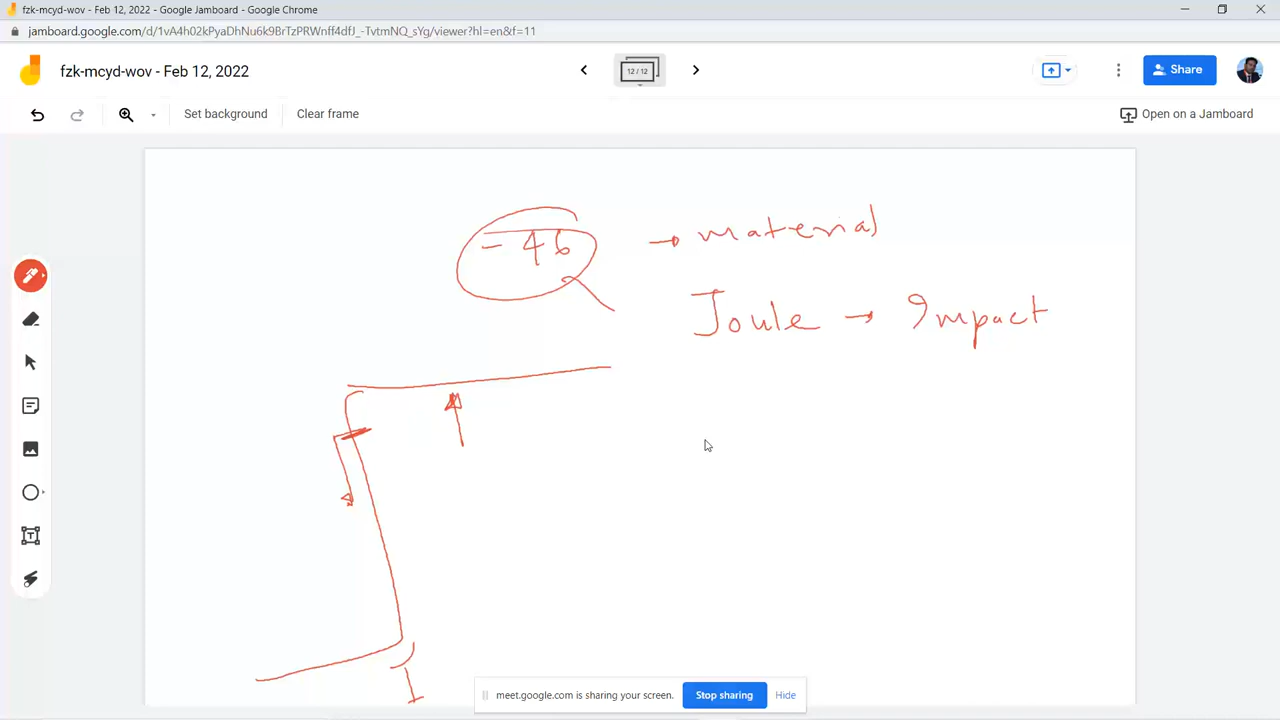 fzk-mcyd-wov - Feb 12, 2022 - Google Jamboard - Google Chrome
jamboard.google.com/d/1vA4h02kPyaDhNu6k9BrTzPRWnff4dfJ_-TvtmNQ_sYg/viewer?hl=en&f=11
fzk-mcyd-wov - Feb 12, 2022
12 / 12
Share
Set background
Clear frame
Open on a Jamboard
- 46 → material
Joule → Impact
meet.google.com is sharing your screen.
Stop sharing
Hide